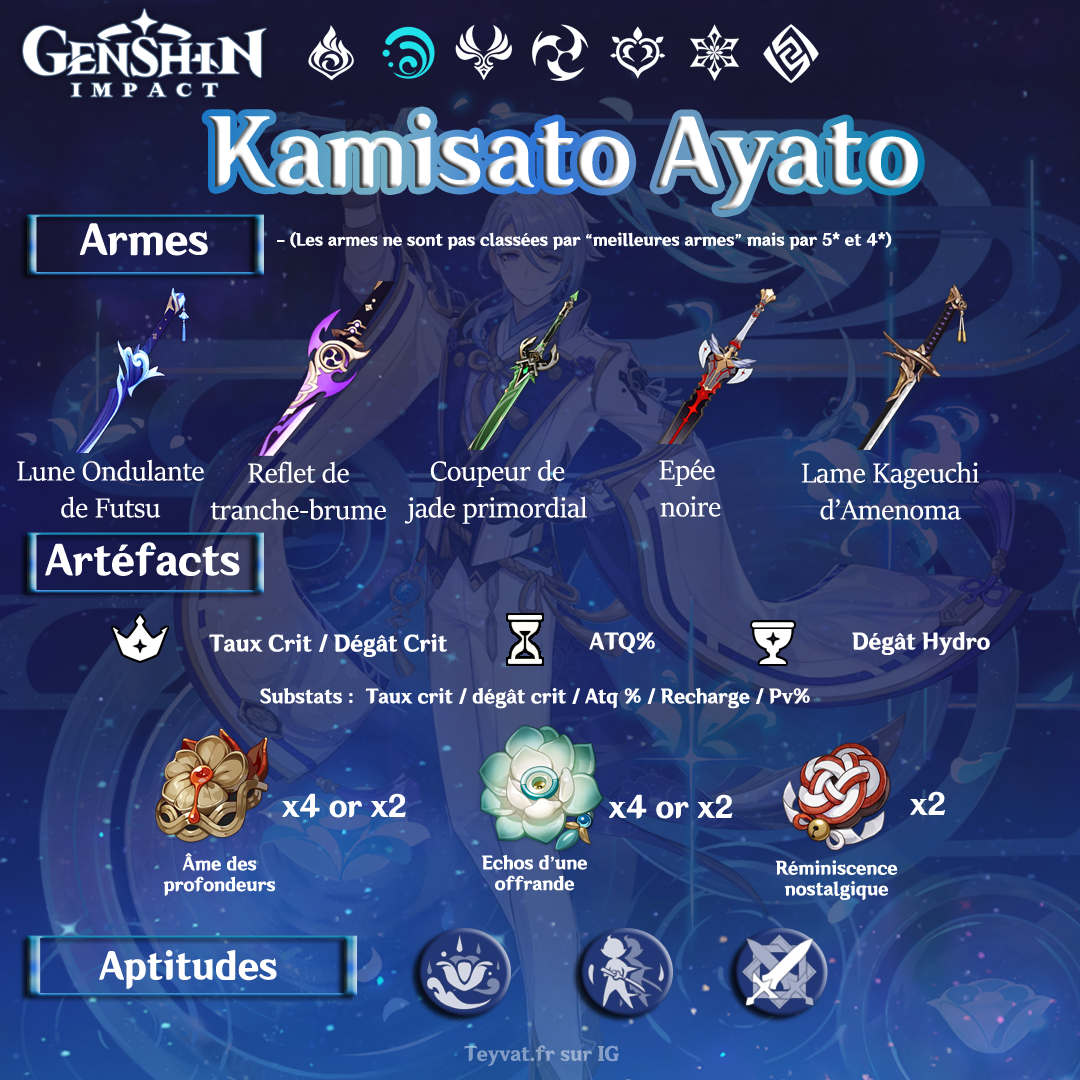 GENSHIN
IMPACT
Kamisato Ayato
Armes
- (Les armes ne sont pas classées par “meilleures armes” mais par 5* et 4*)
Lune Ondulante
de Futsu
Reflet de
tranche-brume
Coupeur de
jade primordial
Epée
noire
Lame Kageuchi
d’Amenoma
Artéfacts
Taux Crit / Dégât Crit
ATQ%
Dégât Hydro
Substats : Taux crit / dégât crit / Atq % / Recharge / Pv%
x4 or x2
x4 or x2
x2
Âme des
profondeurs
Echos d’une
offrande
Réminiscence
nostalgique
Aptitudes
Teyvat.fr sur IG